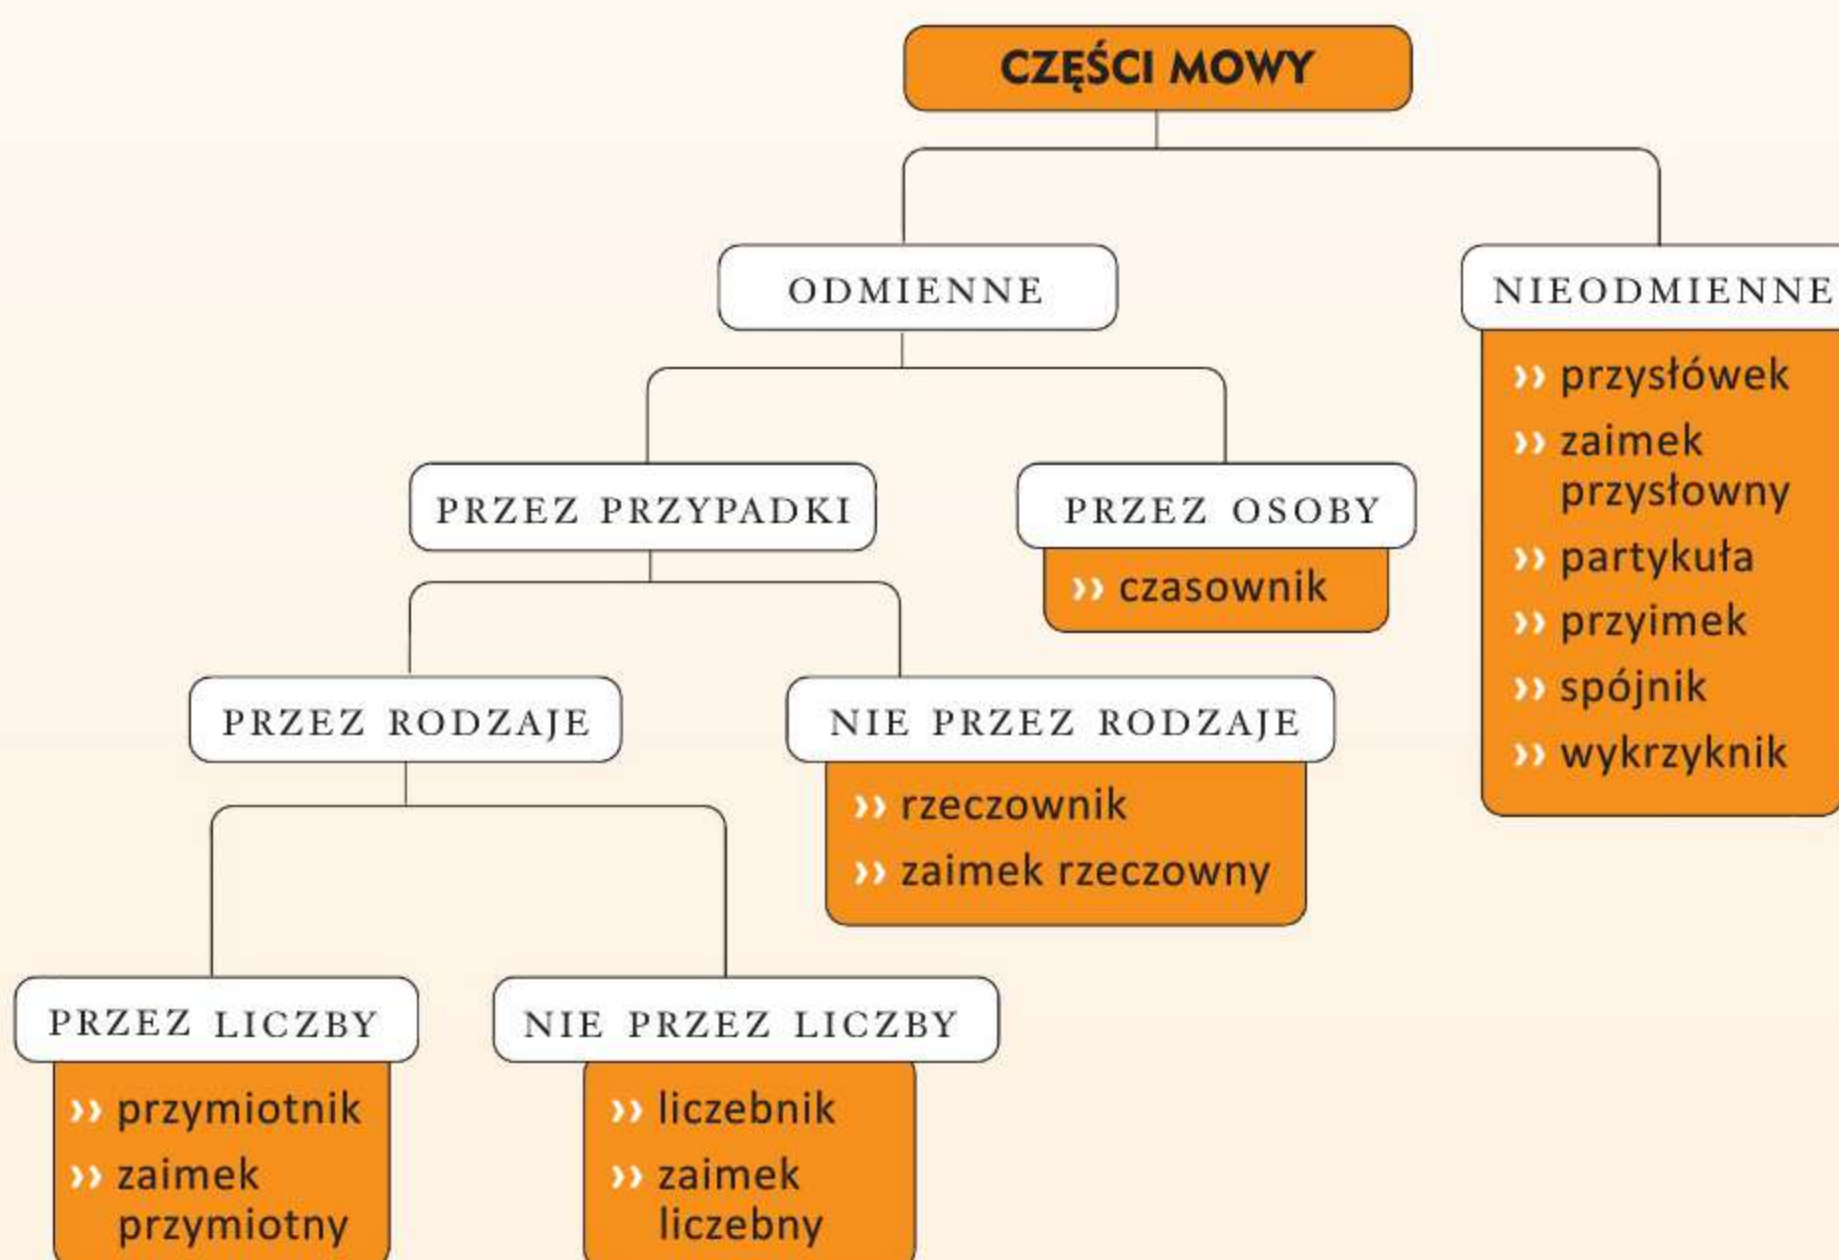 CZĘŚCI MOWY
ODMIENNE
NIEODMIENNE
›› przysłówek
›› zaimek
przysłowny
›› partykuła
›› przyimek
›› spójnik
›› wykrzyknik
PRZEZ PRZYPADKI
PRZEZ OSOBY
›› czasownik
PRZEZ RODZAJE
NIE PRZEZ RODZAJE
›› rzeczownik
›› zaimek rzeczowny
PRZEZ LICZBY
›› przymiotnik
›› zaimek
przymiotny
NIE PRZEZ LICZBY
›› liczebnik
›› zaimek
liczebny